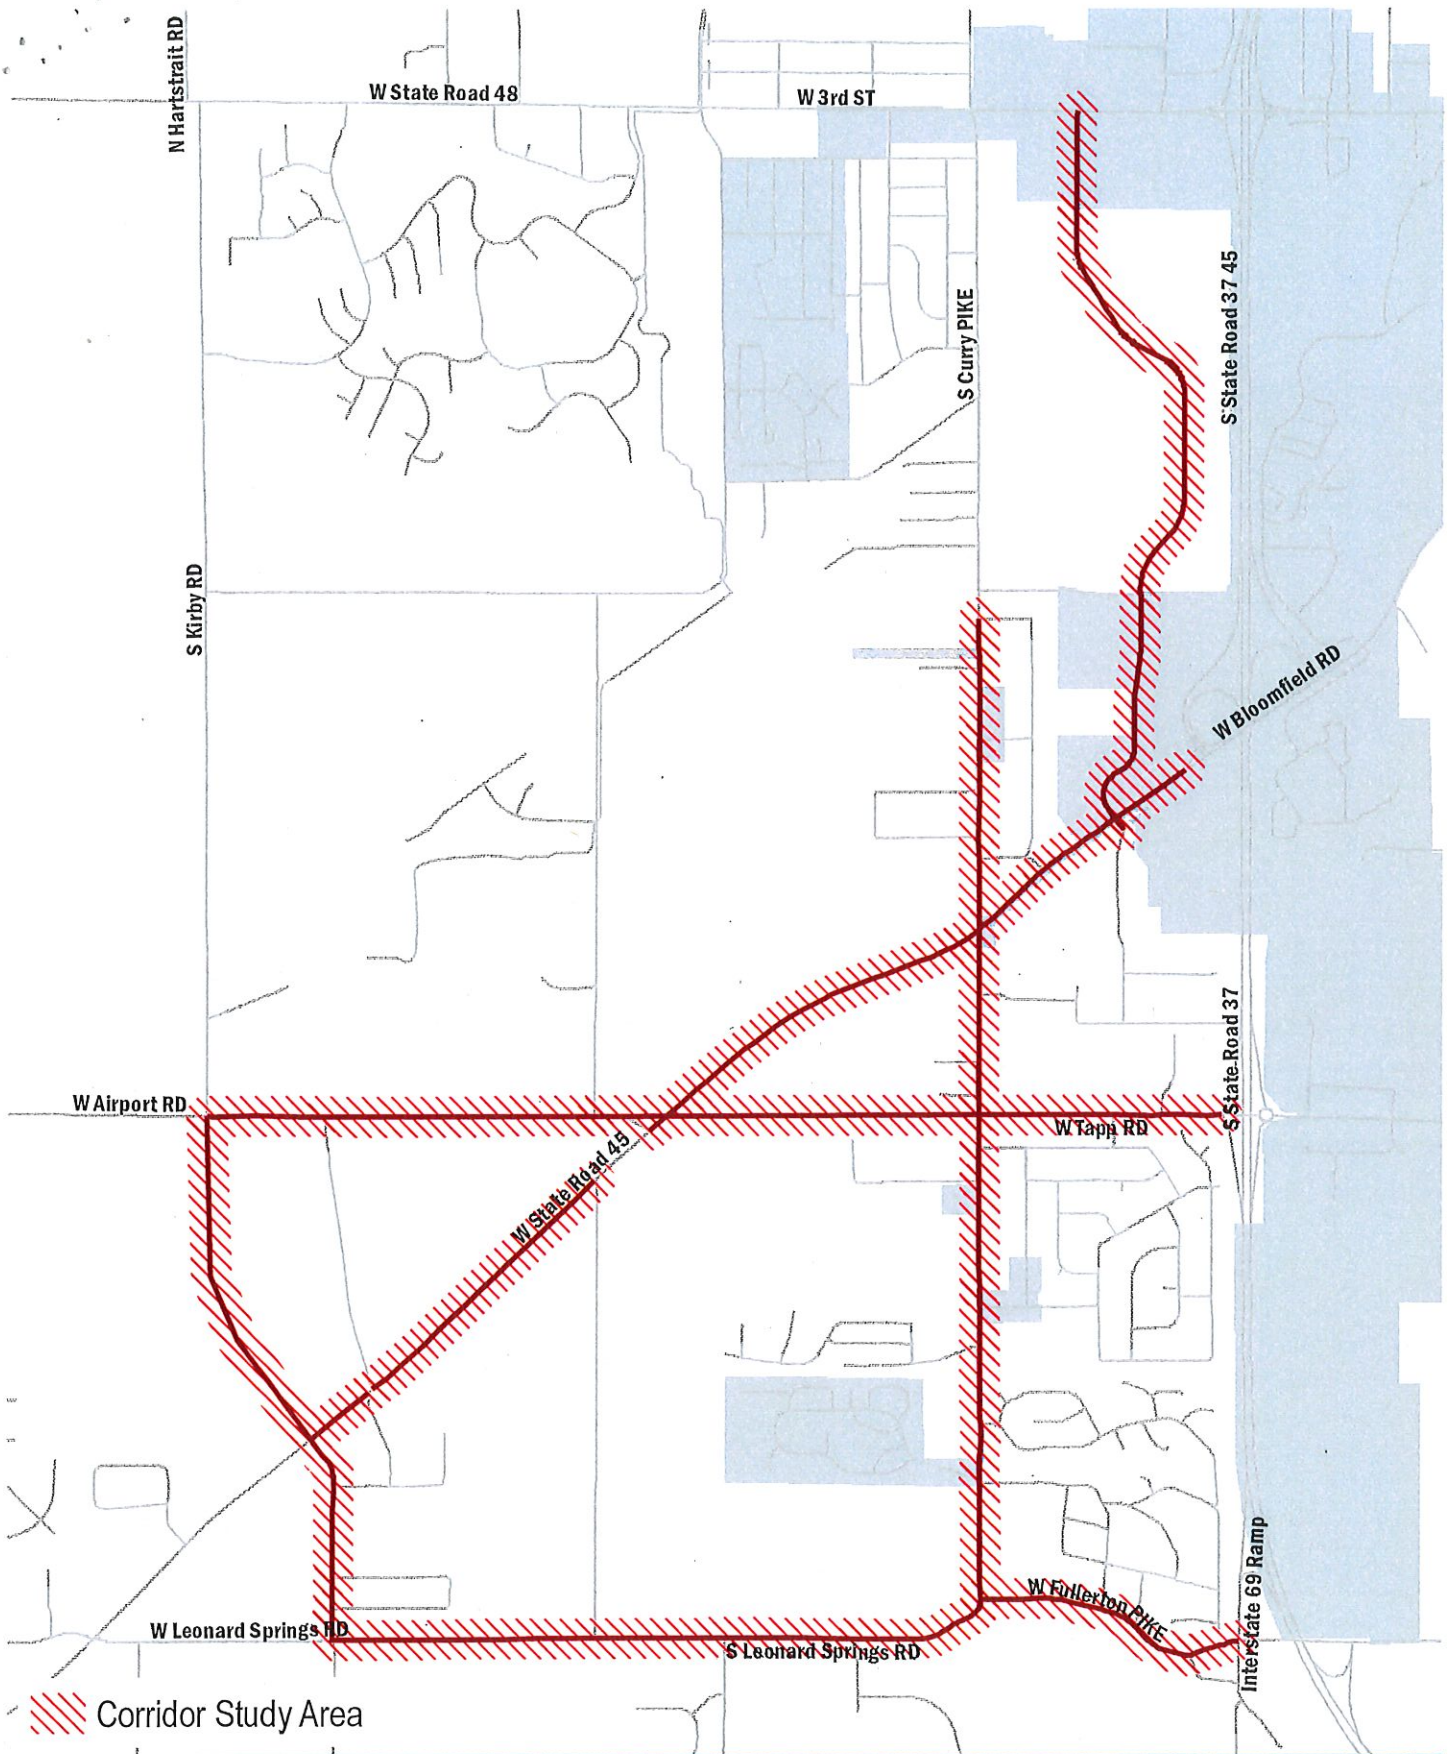 N Hartstrait RD
W State Road 48
W 3rd ST
S State Road 37 45
S Curry PIKE
S Kirby RD
W Bloomfield RD
S State Road 37
W Airport RD
W Tapp RD
W State Road 45
Interstate 69 Ramp
W Fullerton PIKE
W Leonard Springs RD
S Leonard Springs RD
Corridor Study Area